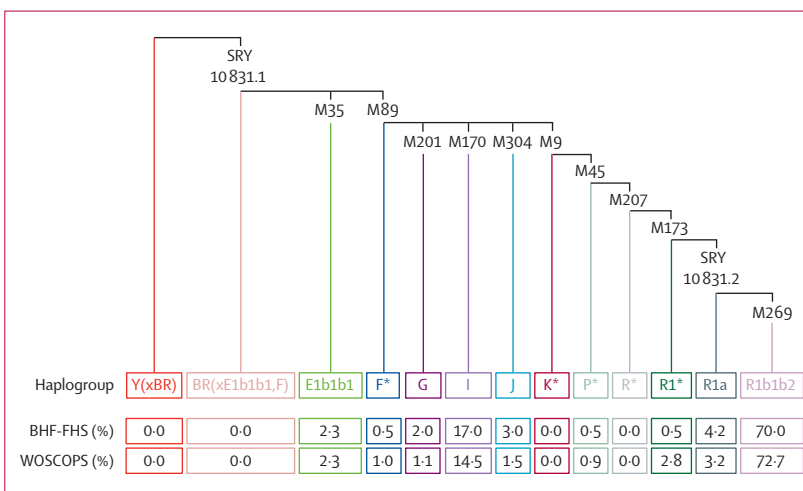 SRY
10 831.1
M35 M89
M201 M170 M304 M9
M45
M207
M173
SRY
10 831.2
M269
Haplogroup Y(xBR) BR(xE1b1b1,F) E1b1b1 F* G I J K* P* R* R1* R1a R1b1b2
BHF-FHS (%) 0·0 0·0 2·3 0·5 2·0 17·0 3·0 0·0 0·5 0·0 0·5 4·2 70·0
WOSCOPS (%) 0·0 0·0 2·3 1·0 1·1 14·5 1·5 0·0 0·9 0·0 2·8 3·2 72·7